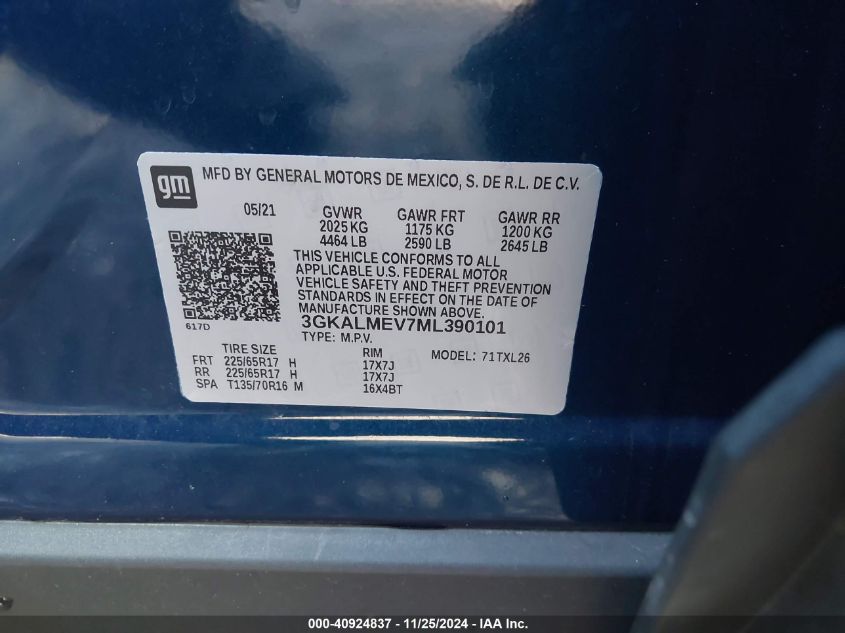 gm
MFD BY GENERAL MOTORS DE MEXICO, S. DE R.L. DE C.V.
05/21 GVWR GAWR FRT GAWR RR
2025 KG 1175 KG 1200 KG
4464 LB 2590 LB 2645 LB
THIS VEHICLE CONFORMS TO ALL
APPLICABLE U.S. FEDERAL MOTOR
VEHICLE SAFETY AND THEFT PREVENTION
STANDARDS IN EFFECT ON THE DATE OF
MANUFACTURE SHOWN ABOVE.
3GKALMEV7ML390101
617D
TYPE: M.P.V.
TIRE SIZE RIM MODEL: 71TXL26
FRT 225/65R17 H 17X7J
RR 225/65R17 H 17X7J
SPA T135/70R16 M 16X4BT
000-40924837 - 11/25/2024 - IAAI.com